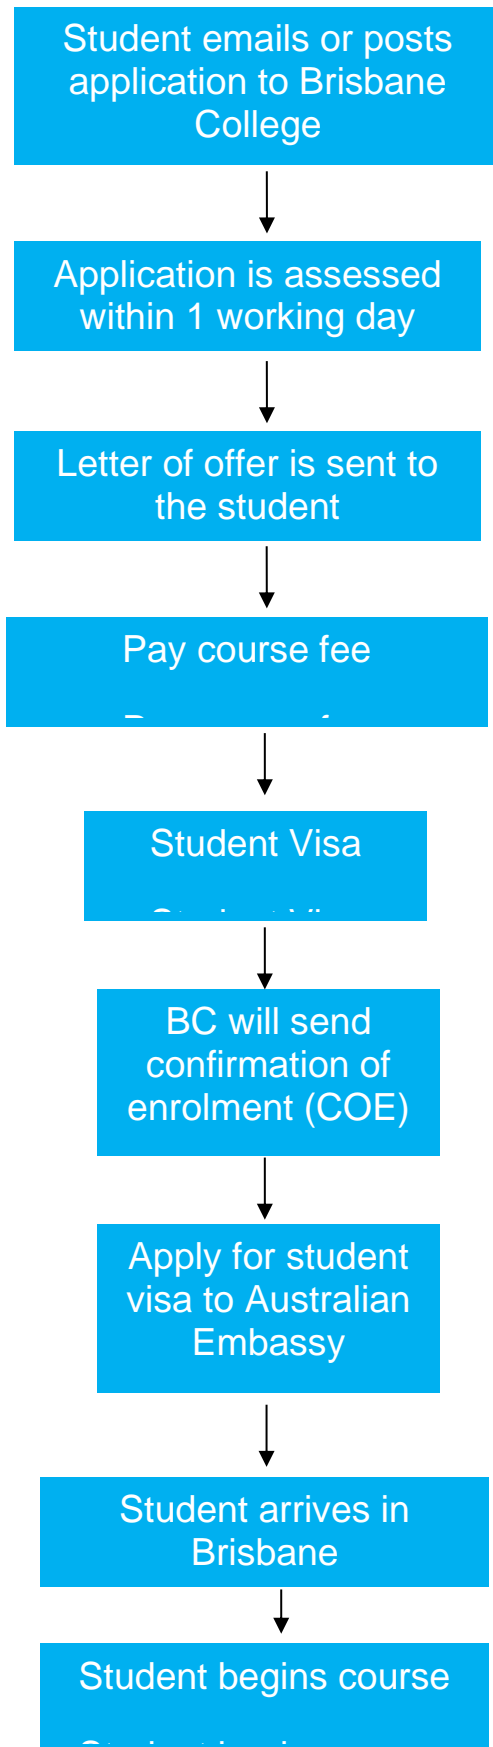 Student emails or posts
application to Brisbane
College
Application is assessed
within 1 working day
Letter of offer is sent to
the student
Pay course fee
Student Visa
BC will send
confirmation of
enrolment (COE)
Apply for student
visa to Australian
Embassy
Student arrives in
Brisbane
Student begins course